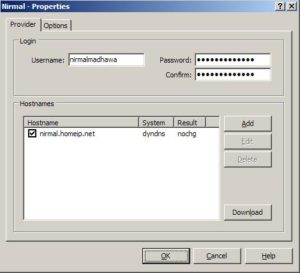 Nirmal - Properties
Provider Options
Login
Username: nirmalmadhawa Password: •••••••••••••
Confirm: •••••••••••••
Hostnames
Hostname System Result
nirmal.homeip.net dyndns nochg
Add
Edit
Delete
Download
OK Cancel Help